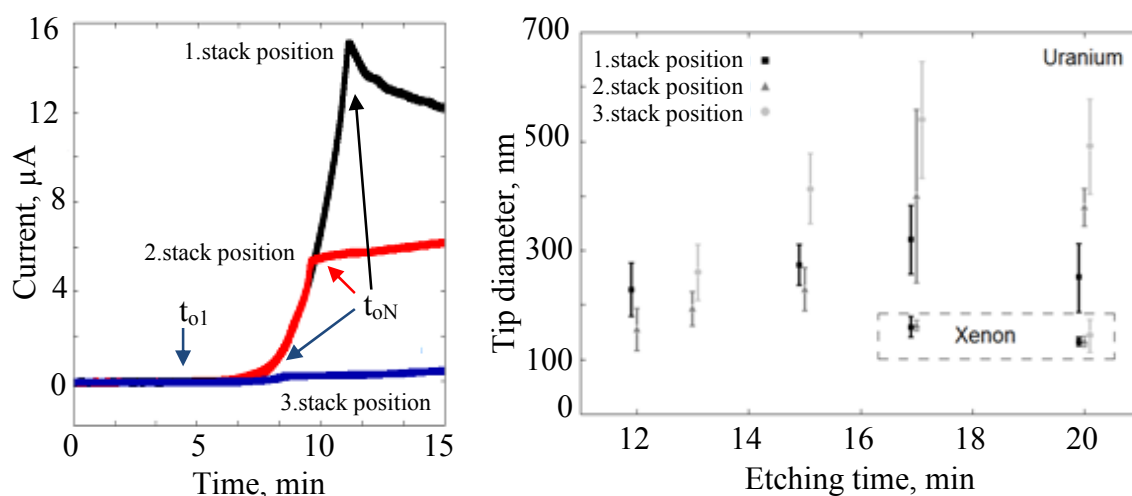 16
12
8
4
0
Current, µA
1.stack position
2.stack position
t₀₁
t₀N
3.stack position
0
5
10
15
Time, min
700
500
300
100
0
Tip diameter, nm
1.stack position
2.stack position
3.stack position
Uranium
Xenon
12
14
16
18
20
Etching time, min